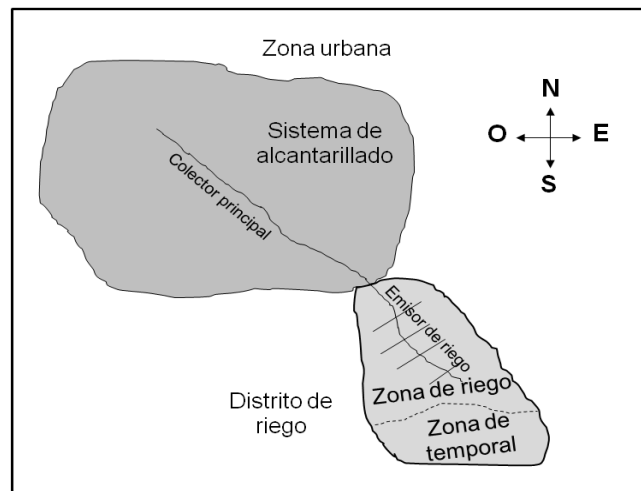 Zona urbana
N
O
E
S
Sistema de
alcantarillado
Colector principal
Emisor de riego
Zona de riego
Distrito de
riego
Zona de
temporal